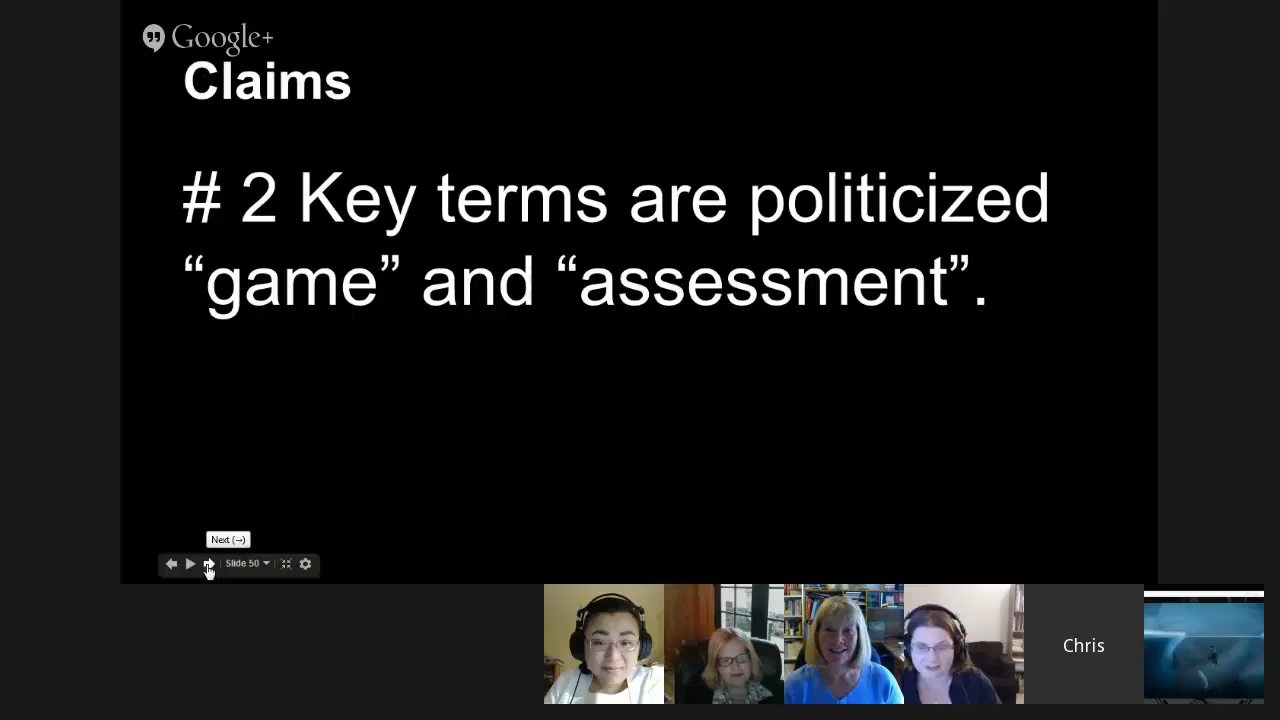 Google+
Claims
# 2 Key terms are politicized
“game” and “assessment”.
Next (→)
Slide 50
Chris